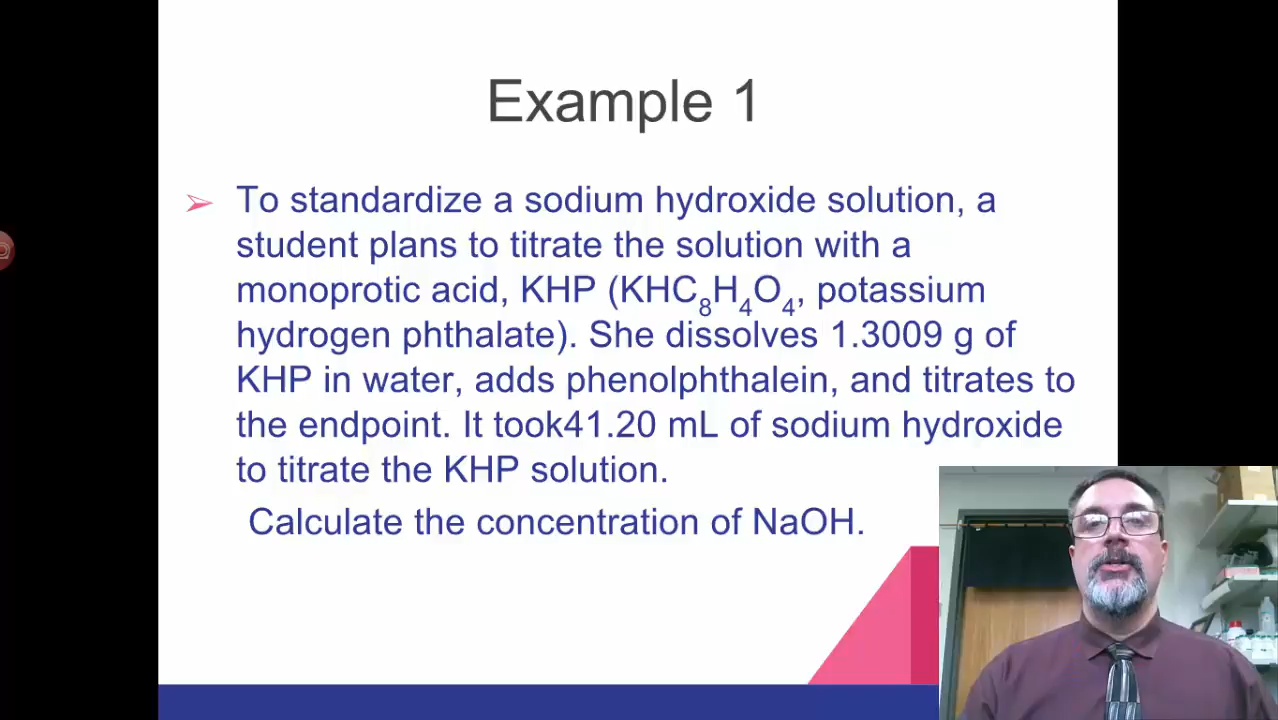 Example 1
➢ To standardize a sodium hydroxide solution, a
student plans to titrate the solution with a
monoprotic acid, KHP (KHC₈H₄O₄, potassium
hydrogen phthalate). She dissolves 1.3009 g of
KHP in water, adds phenolphthalein, and titrates to
the endpoint. It took41.20 mL of sodium hydroxide
to titrate the KHP solution.
Calculate the concentration of NaOH.